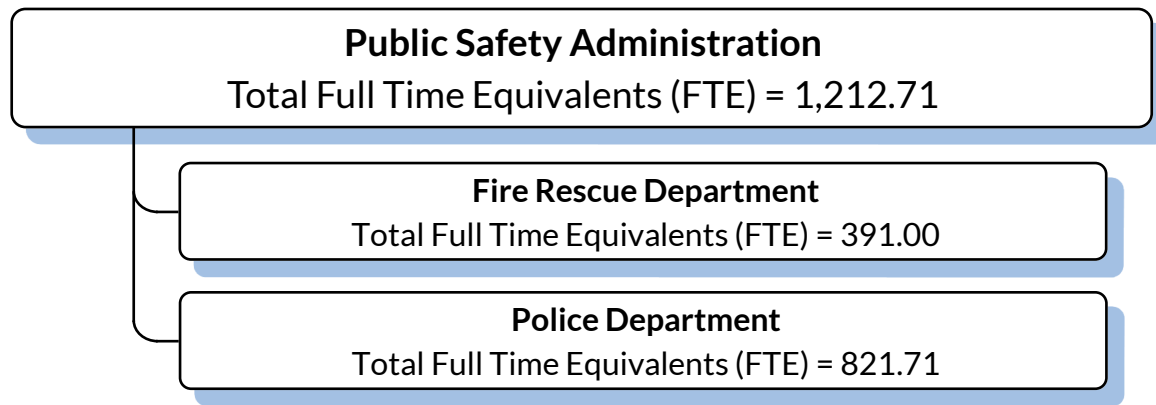 Public Safety Administration
Total Full Time Equivalents (FTE) = 1,212.71
Fire Rescue Department
Total Full Time Equivalents (FTE) = 391.00
Police Department
Total Full Time Equivalents (FTE) = 821.71